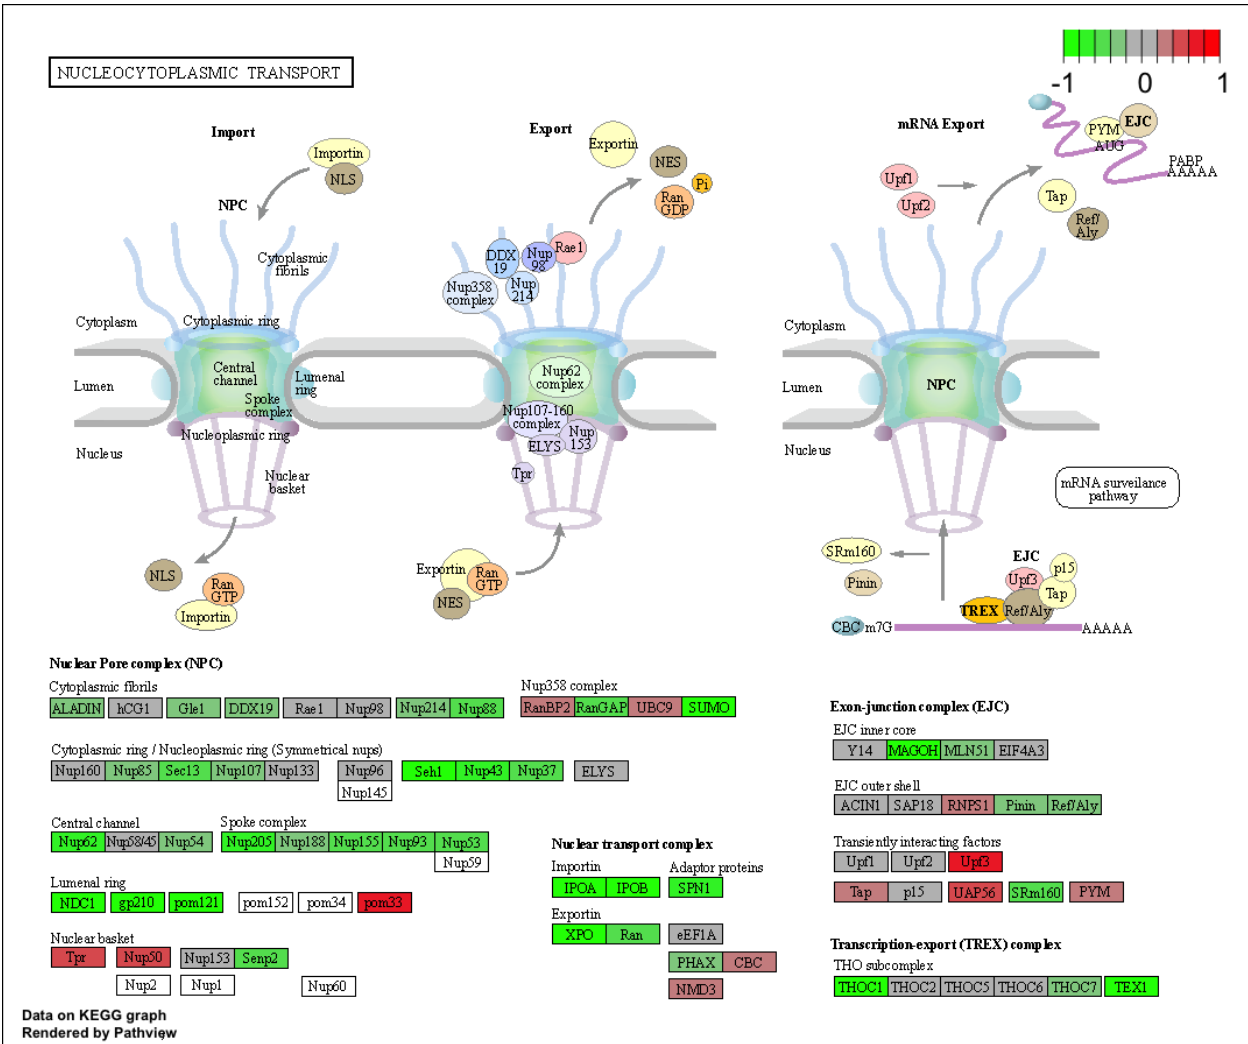 NUCLEOCYTOPLASMIC TRANSPORT
-1 0 1
Import
Importin
NLS
NPC
Cytoplasmic
fibrils
Cytoplasm
Cytoplasmic ring
Central
channel
Lumenal
ring
Lumen
Spoke
complex
Nucleoplasmic ring
Nucleus
Nuclear
basket
NLS
Ran
GTP
Importin
Export
Exportin
NES
Pi
Ran
GDP
DDX
19
Nup
98
Rae1
Nup358
complex
Nup
214
Nup62
complex
Nup107-160
complex
Nup
153
ELYS
Tpr
Exportin
Ran
GTP
NES
mRNA Export
PYM
EJC
AUG
PABP
AAAAA
Upf1
Upf2
Tap
Ref/
Aly
Cytoplasm
Lumen
NPC
Nucleus
mRNA surveilance
pathway
SRm160
Pinin
EJC
Upf3
p15
Tap
TREX
Ref/Aly
CBC m7G
AAAAA
Nuclear Pore complex (NPC)
Cytoplasmic fibrils
ALADIN hCG1 Gle1 DDX19 Rae1 Nup98 Nup214 Nup88
Nup358 complex
RanBP2 RanGAP UBC9 SUMO
Cytoplasmic ring / Nucleoplasmic ring (Symmetrical nups)
Nup160 Nup85 Sec13 Nup107 Nup133 Nup96 Seh1 Nup43 Nup37 ELYS
Nup145
Central channel
Nup62 Nup58/45 Nup54
Spoke complex
Nup205 Nup188 Nup155 Nup93 Nup53
Nup59
Lumenal ring
NDC1 gp210 pom121 pom152 pom34 pom33
Nuclear basket
Tpr Nup50 Nup153 Senp2
Nup2 Nup1 Nup60
Nuclear transport complex
Importin
IPOA IPOB
Adaptor proteins
SPN1
Exportin
XPO Ran eEF1A
PHAX CBC
NMD3
Exon-junction complex (EJC)
EJC inner core
Y14 MAGOH MLN51 EIF4A3
EJC outer shell
ACIN1 SAP18 RNPS1 Pinin Ref/Aly
Transiently interacting factors
Upf1 Upf2 Upf3
Tap p15 UAP56 SRm160 PYM
Transcription-export (TREX) complex
THO subcomplex
THOC1 THOC2 THOC5 THOC6 THOC7 TEX1
Data on KEGG graph
Rendered by Pathview